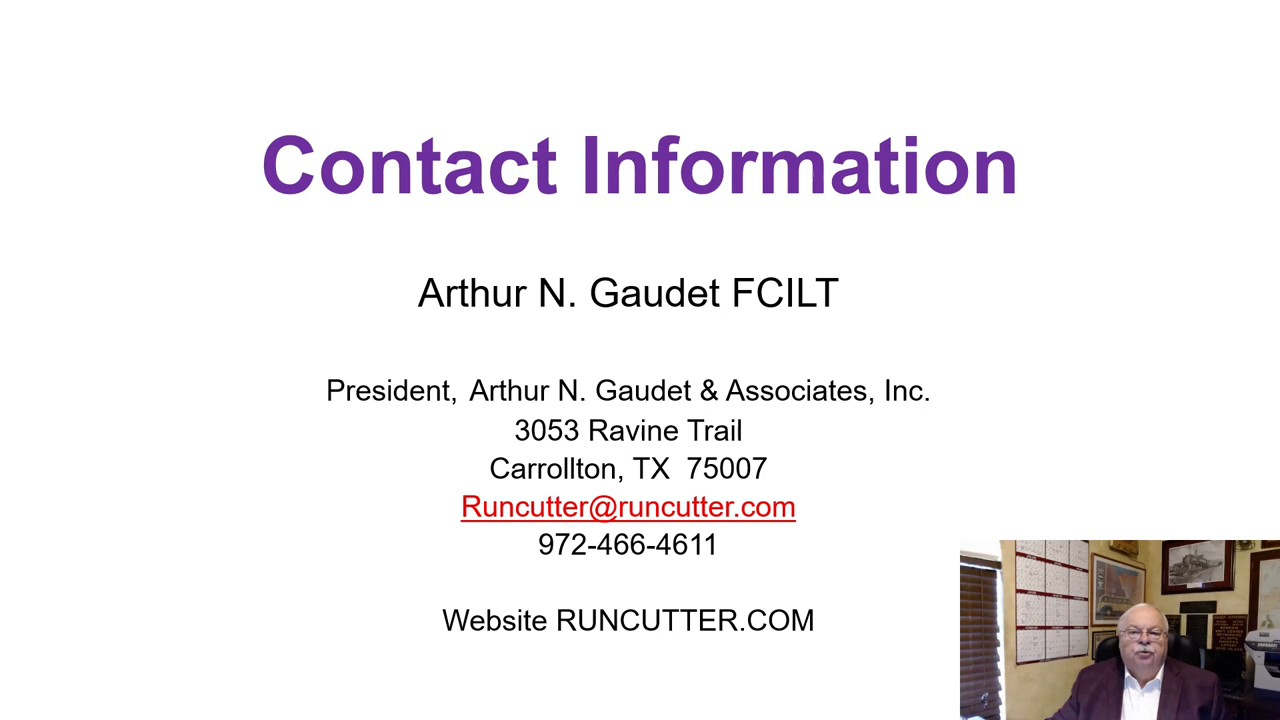 Contact Information
Arthur N. Gaudet FCILT
President, Arthur N. Gaudet & Associates, Inc.
3053 Ravine Trail
Carrollton, TX 75007
Runcutter@runcutter.com
972-466-4611
Website RUNCUTTER.COM